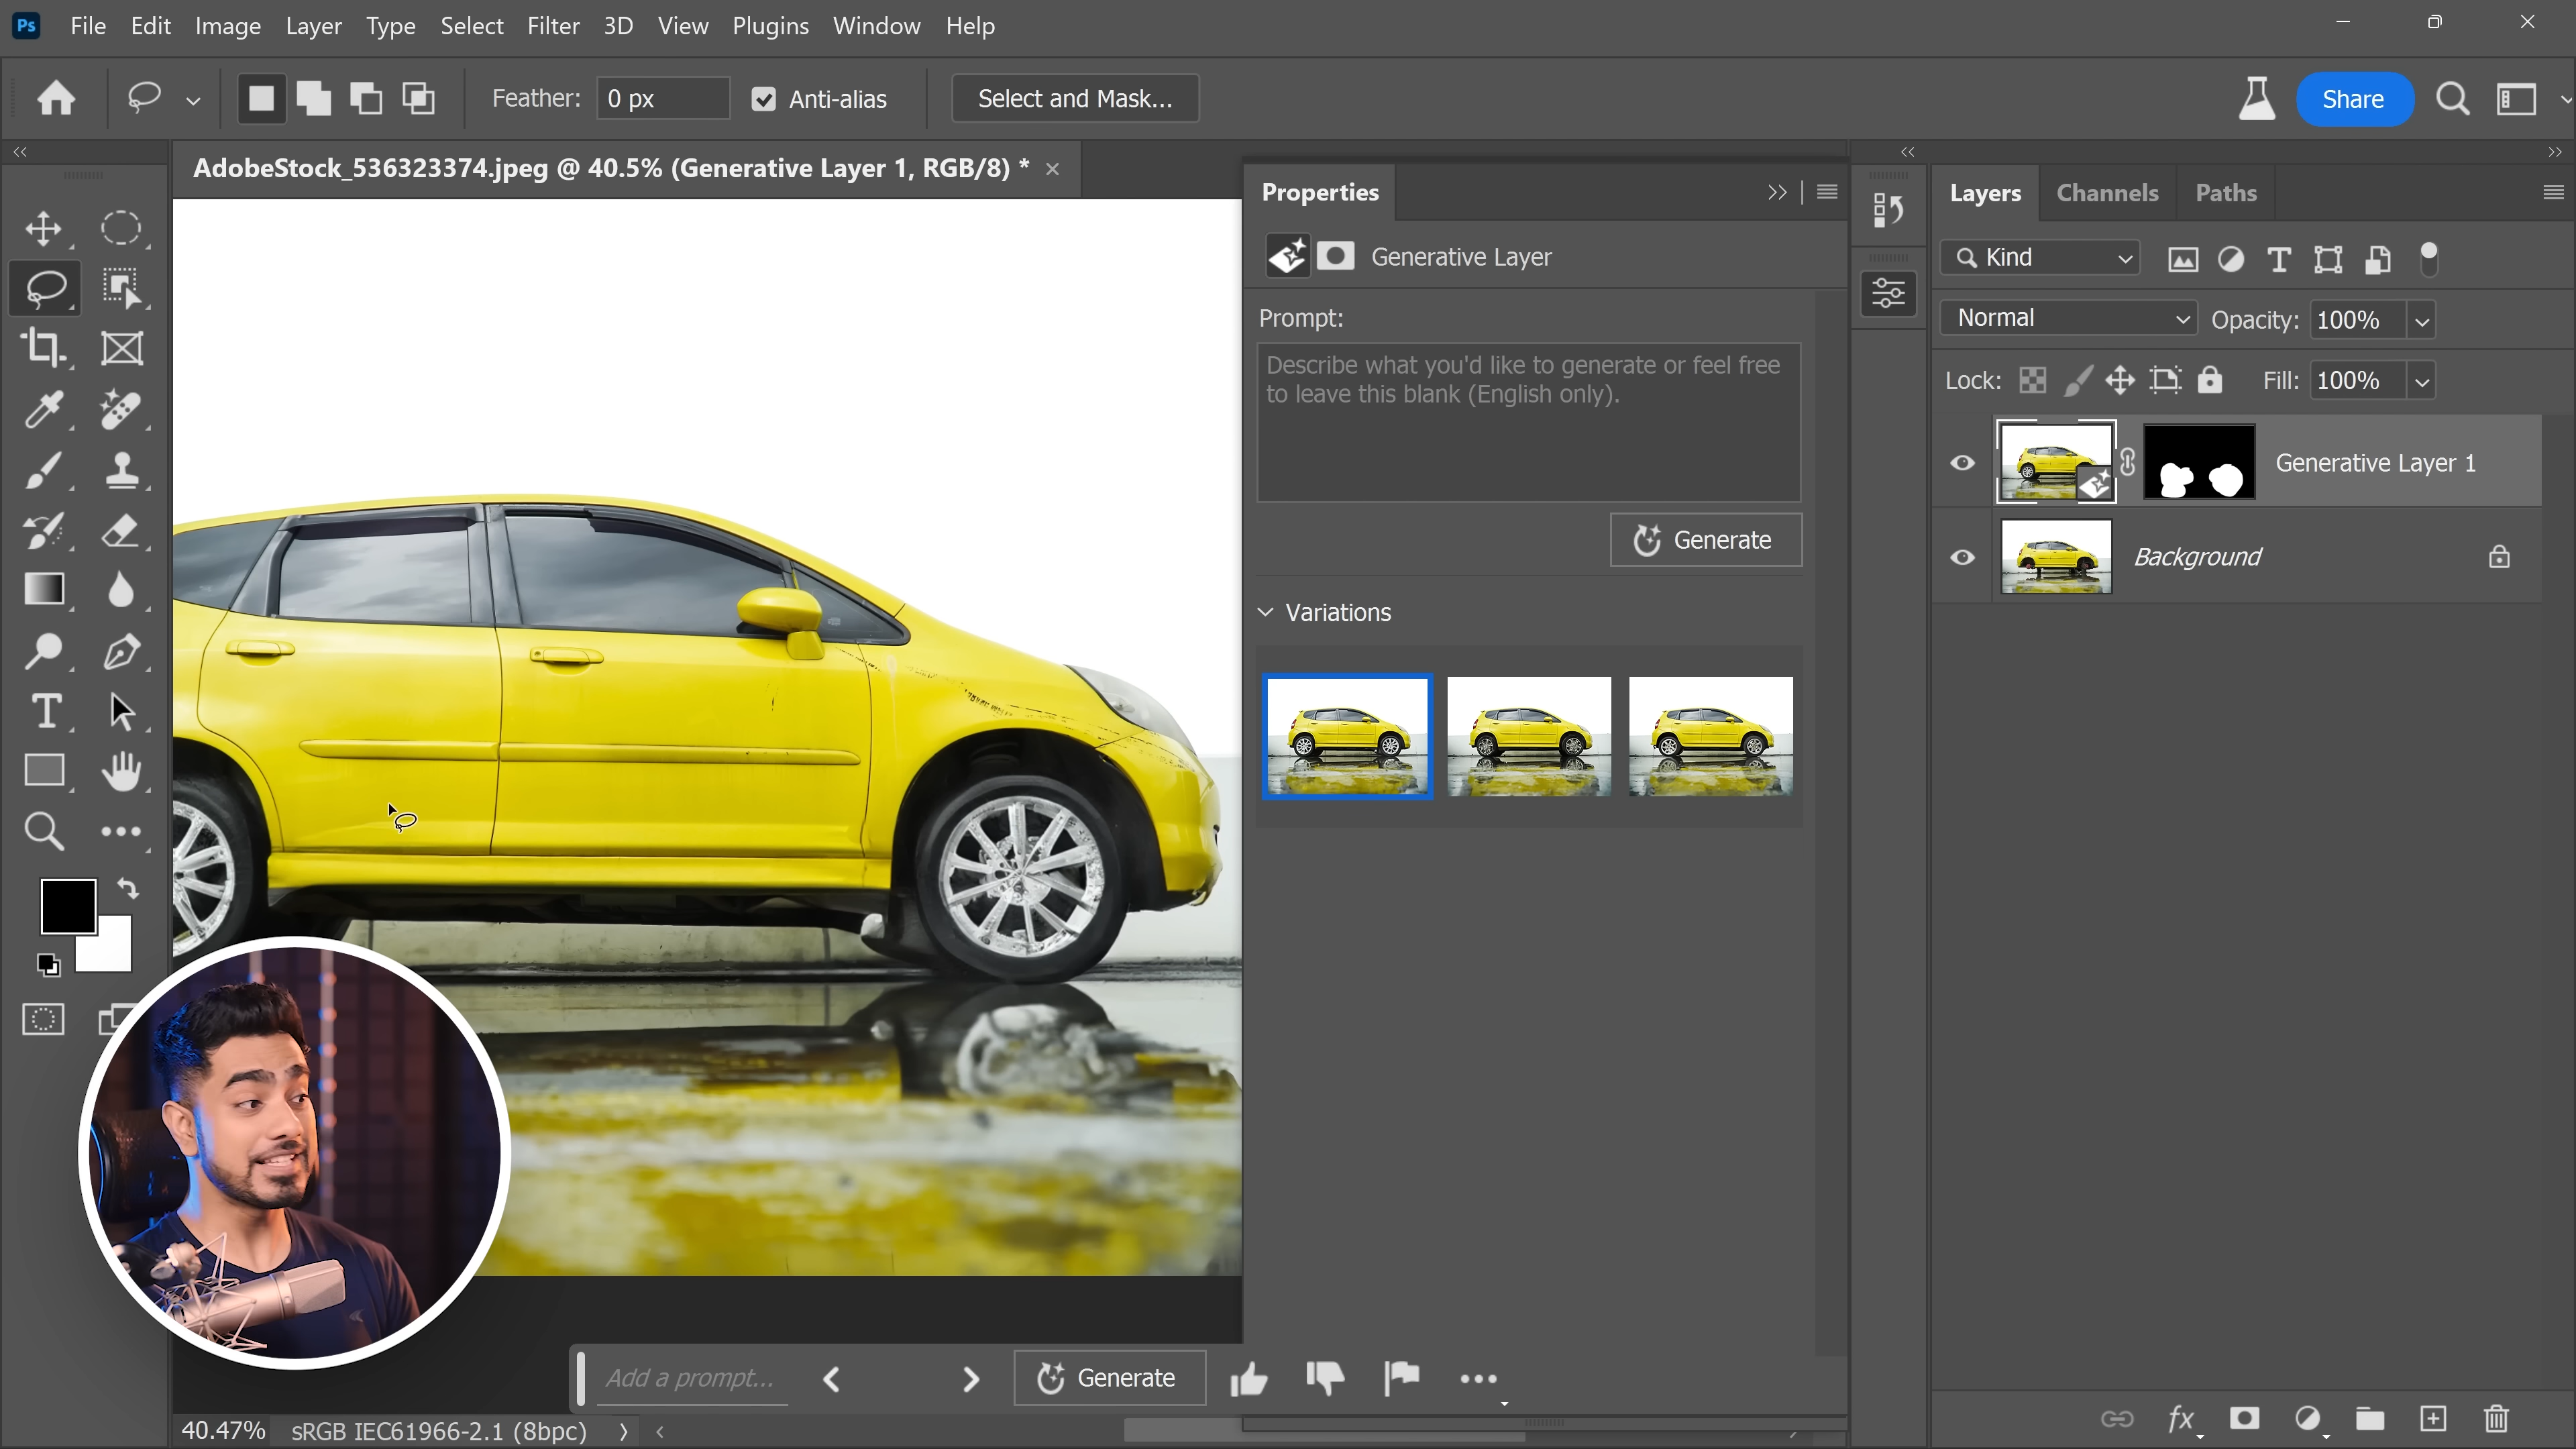 Ps File Edit Image Layer Type Select Filter 3D View Plugins Window Help
Feather: 0 px Anti-alias Select and Mask... Share
AdobeStock_536323374.jpeg @ 40.5% (Generative Layer 1, RGB/8) *
Properties
Generative Layer
Prompt:
Describe what you'd like to generate or feel free
to leave this blank (English only).
Generate
Variations
Layers Channels Paths
Kind
Normal Opacity: 100%
Lock: Fill: 100%
Generative Layer 1
Background
Add a prompt... Generate
40.47% sRGB IEC61966-2.1 (8bpc)
fx